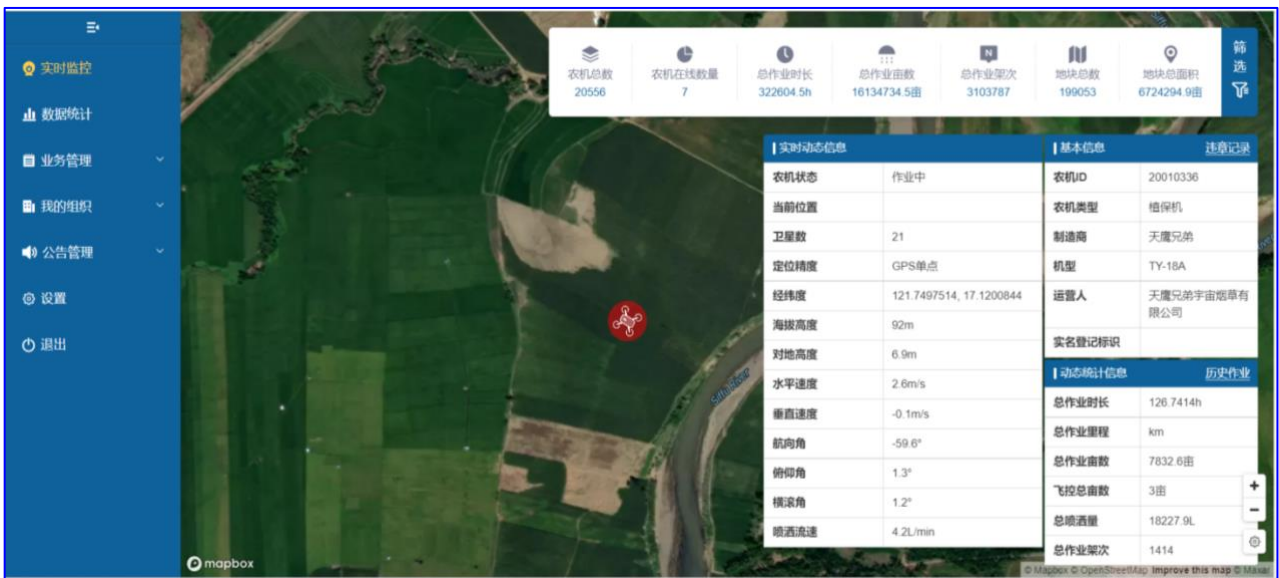 实时监控
数据统计
业务管理
我的组织
公告管理
设置
退出
农机总数
20556
农机在线数量
7
总作业时长
322604.5h
总作业亩数
16134734.5亩
总作业架次
3103787
地块总数
199053
地块总面积
6724294.9亩
筛选
实时动态信息
农机状态 作业中
当前位置
卫星数 21
定位精度 GPS单点
经纬度 121.7497514, 17.1200844
海拔高度 92m
对地高度 6.9m
水平速度 2.6m/s
垂直速度 -0.1m/s
航向角 -59.6°
俯仰角 1.3°
横滚角 1.2°
喷洒流速 4.2L/min
基本信息 违章记录
农机ID 20010336
农机类型 植保机
制造商 天鹰兄弟
机型 TY-18A
运营人 天鹰兄弟宇宙烟草有
限公司
实名登记标识
动态统计信息 历史作业
总作业时长 126.7414h
总作业里程 km
总作业亩数 7832.6亩
飞控总亩数 3亩
总喷洒量 18227.9L
总作业架次 1414
+
−
mapbox
© Mapbox © OpenStreetMap Improve this map © Maxar